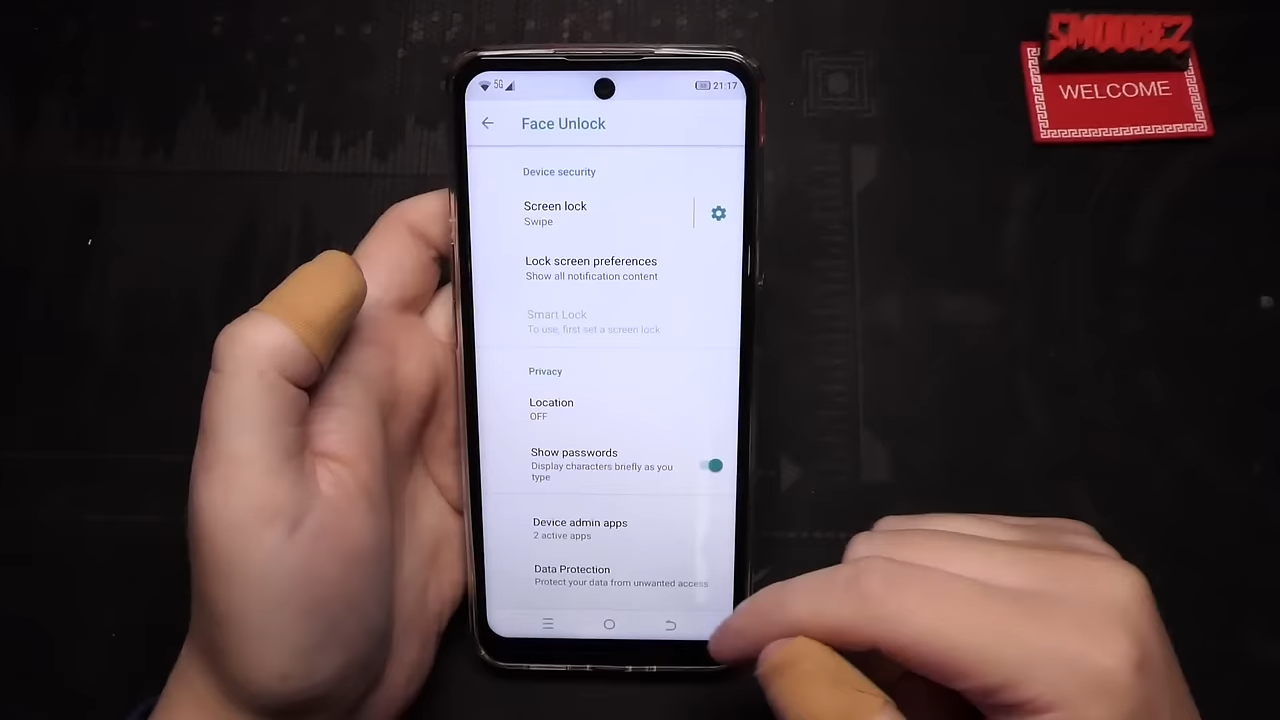 SMOOBEZ
WELCOME
5G
21:17
Face Unlock
Device security
Screen lock
Swipe
Lock screen preferences
Show all notification content
Smart Lock
To use, first set a screen lock
Privacy
Location
OFF
Show passwords
Display characters briefly as you
type
Device admin apps
2 active apps
Data Protection
Protect your data from unwanted access